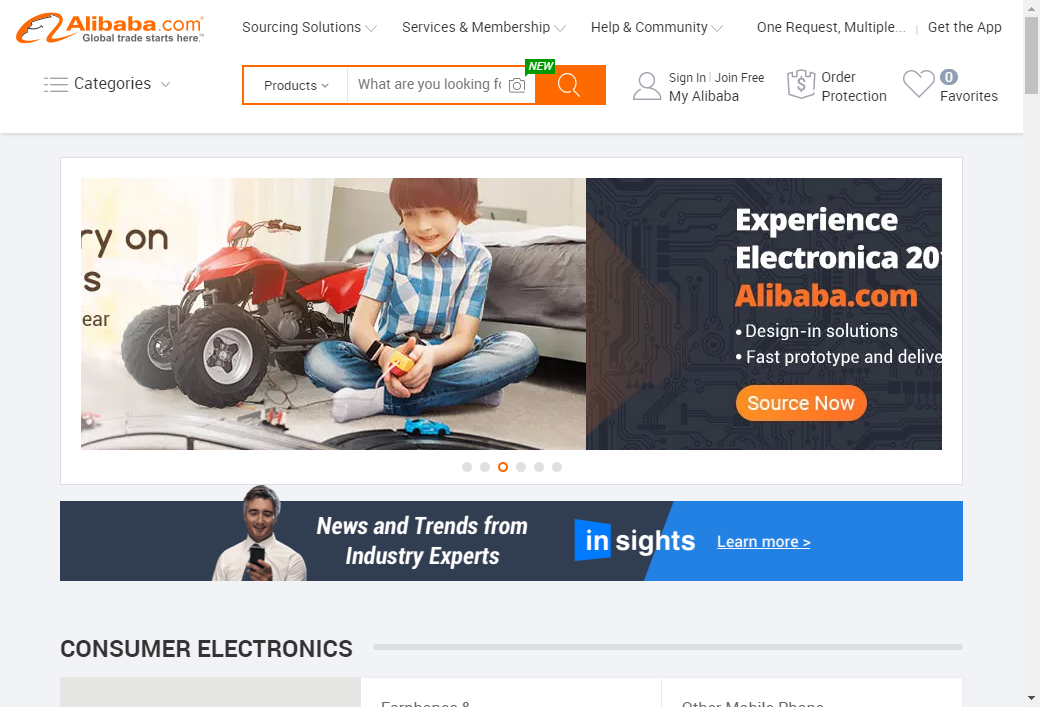 Alibaba.com
Global trade starts here.™
Sourcing Solutions
Services & Membership
Help & Community
One Request, Multiple...
Get the App
Categories
Products
What are you looking fo
NEW
Sign In | Join Free
My Alibaba
Order
Protection
0
Favorites
ry on
s
ear
Experience
Electronica 201
Alibaba.com
• Design-in solutions
• Fast prototype and delive
Source Now
News and Trends from
Industry Experts
in sights
Learn more >
CONSUMER ELECTRONICS
Earphones &
Other Mobile Phone